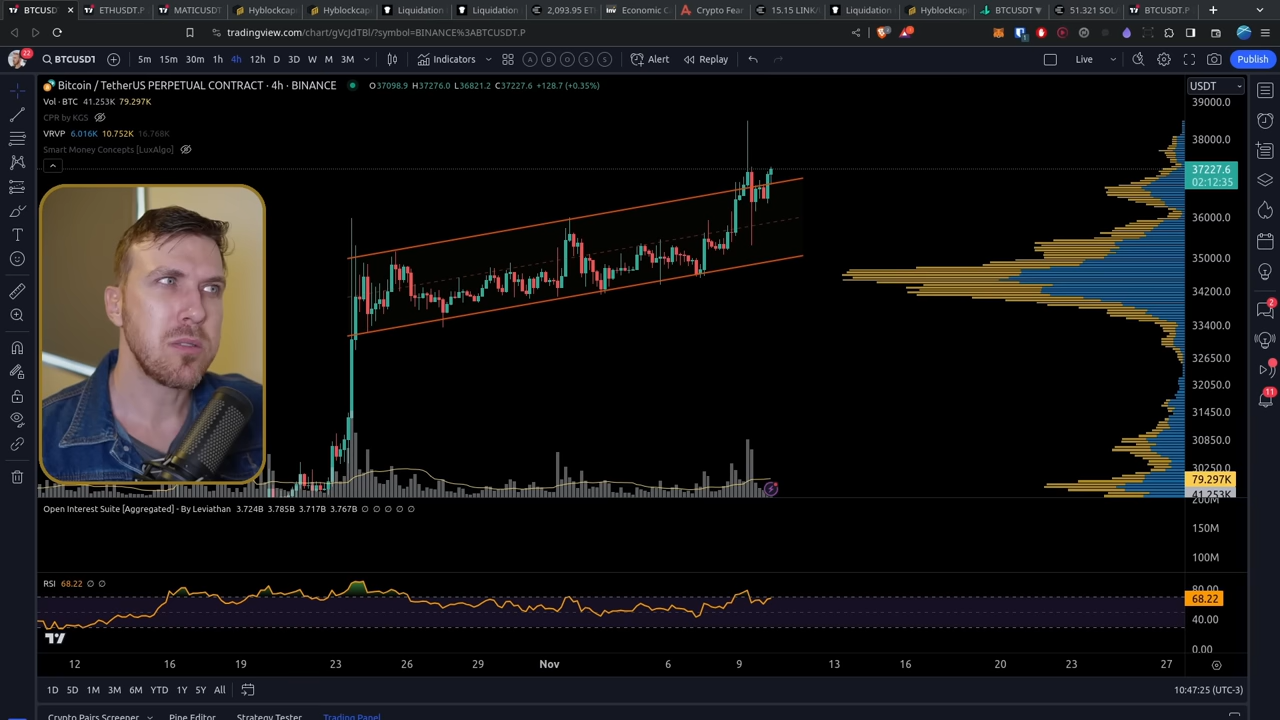 BTCUSD1 ETHUSDT.P MATICUSDT Hyblockcap Hyblockcap Liquidation Liquidation 2,093.95 ET Economic C Crypto Fear 15.15 LINK Liquidation Hyblockcap BTCUSDT 51.321 SOL BTCUSDT.P
tradingview.com/chart/gVcJdTBI/?symbol=BINANCE%3ABTCUSDT.P
22 BTCUSD1 5m 15m 30m 1h 4h 12h D 3D W M 3M Indicators A B O S S Alert Replay Live Publish
Bitcoin / TetherUS PERPETUAL CONTRACT · 4h · BINANCE O37098.9 H37276.0 L36821.2 C37227.6 +128.7 (+0.35%) USDT
Vol · BTC 41.253K 79.297K
CPR by KGS
VRVP 6.016K 10.752K 16.768K
Smart Money Concepts [LuxAlgo]
39000.0
38000.0
37227.6
02:12:35
36000.0
35000.0
34200.0
33400.0
32650.0
32050.0
31450.0
30850.0
30250.0
79.297K
41.253K
200M
Open Interest Suite [Aggregated] - By Leviathan 3.724B 3.785B 3.717B 3.767B ∅ ∅ ∅ ∅ ∅
150M
100M
RSI 68.22 ∅ ∅
80.00
68.22
40.00
0.00
2
11
12 16 19 23 26 29 Nov 6 9 13 16 20 23 27
1D 5D 1M 3M 6M YTD 1Y 5Y All 10:47:25 (UTC-3)
Crypto Pairs Screener Pine Editor Strategy Tester Trading Panel